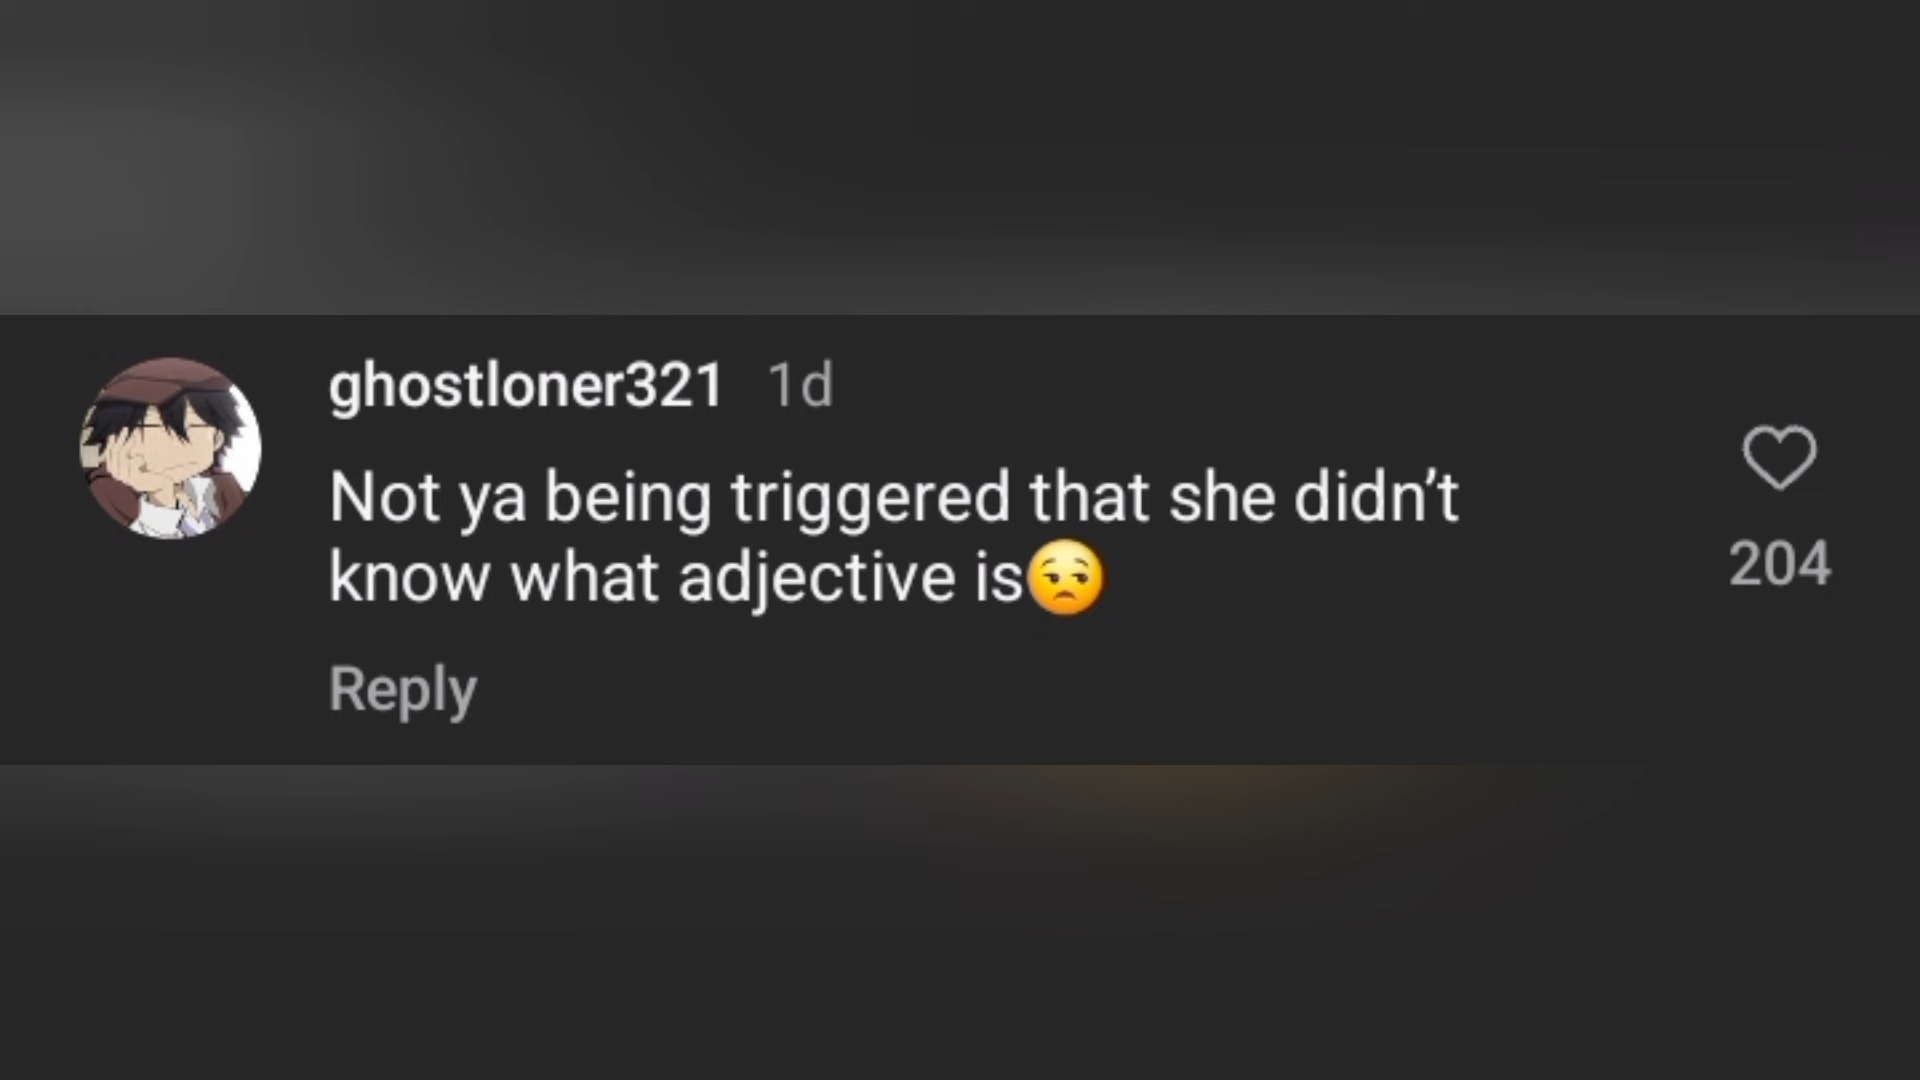 ghostloner321 1d
Not ya being triggered that she didn’t
know what adjective is😒
204
Reply